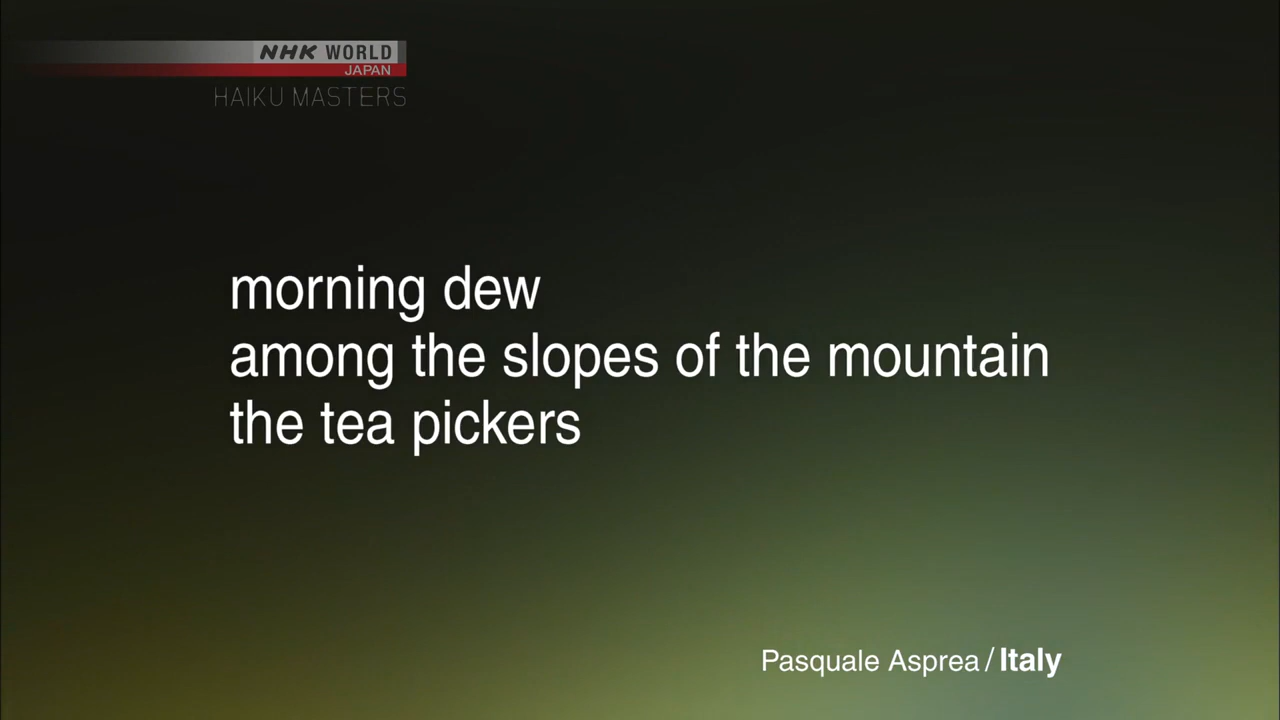 NHK WORLD
JAPAN
HAIKU MASTERS
morning dew
among the slopes of the mountain
the tea pickers
Pasquale Asprea / Italy